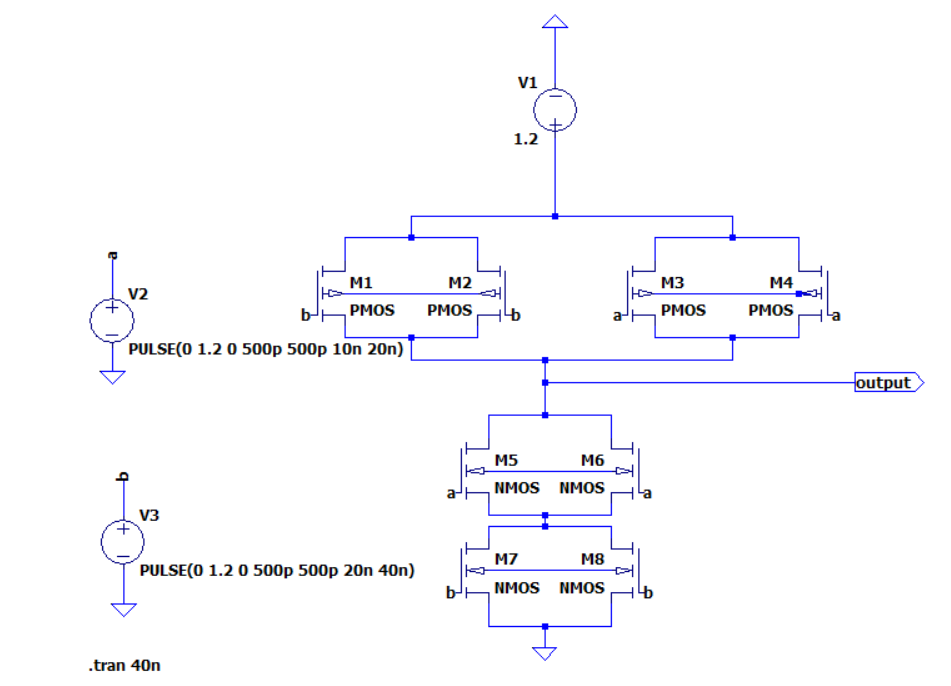 V1
1.2
M1
M2
M3
M4
PMOS
PMOS
PMOS
PMOS
b
b
a
a
a
V2
PULSE(0 1.2 0 500p 500p 10n 20n)
output
M5
M6
NMOS
NMOS
a
a
b
V3
PULSE(0 1.2 0 500p 500p 20n 40n)
M7
M8
NMOS
NMOS
b
b
.tran 40n